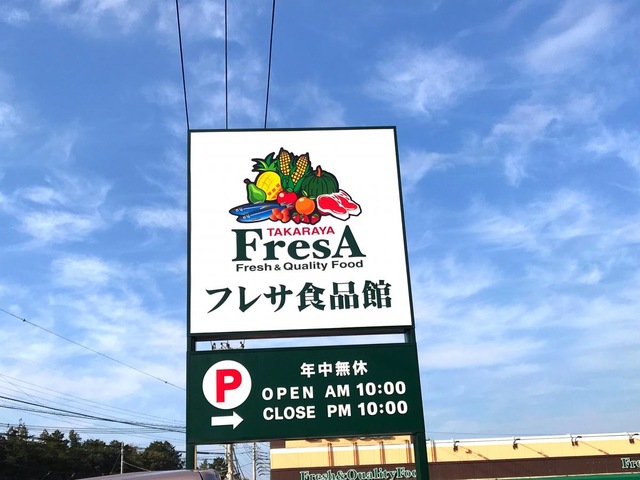 TAKARAYA
FresA
Fresh & Quality Food
フレサ食品館
P
年中無休
OPEN AM 10:00
CLOSE PM 10:00
Fresh&QualityFoo
Fres